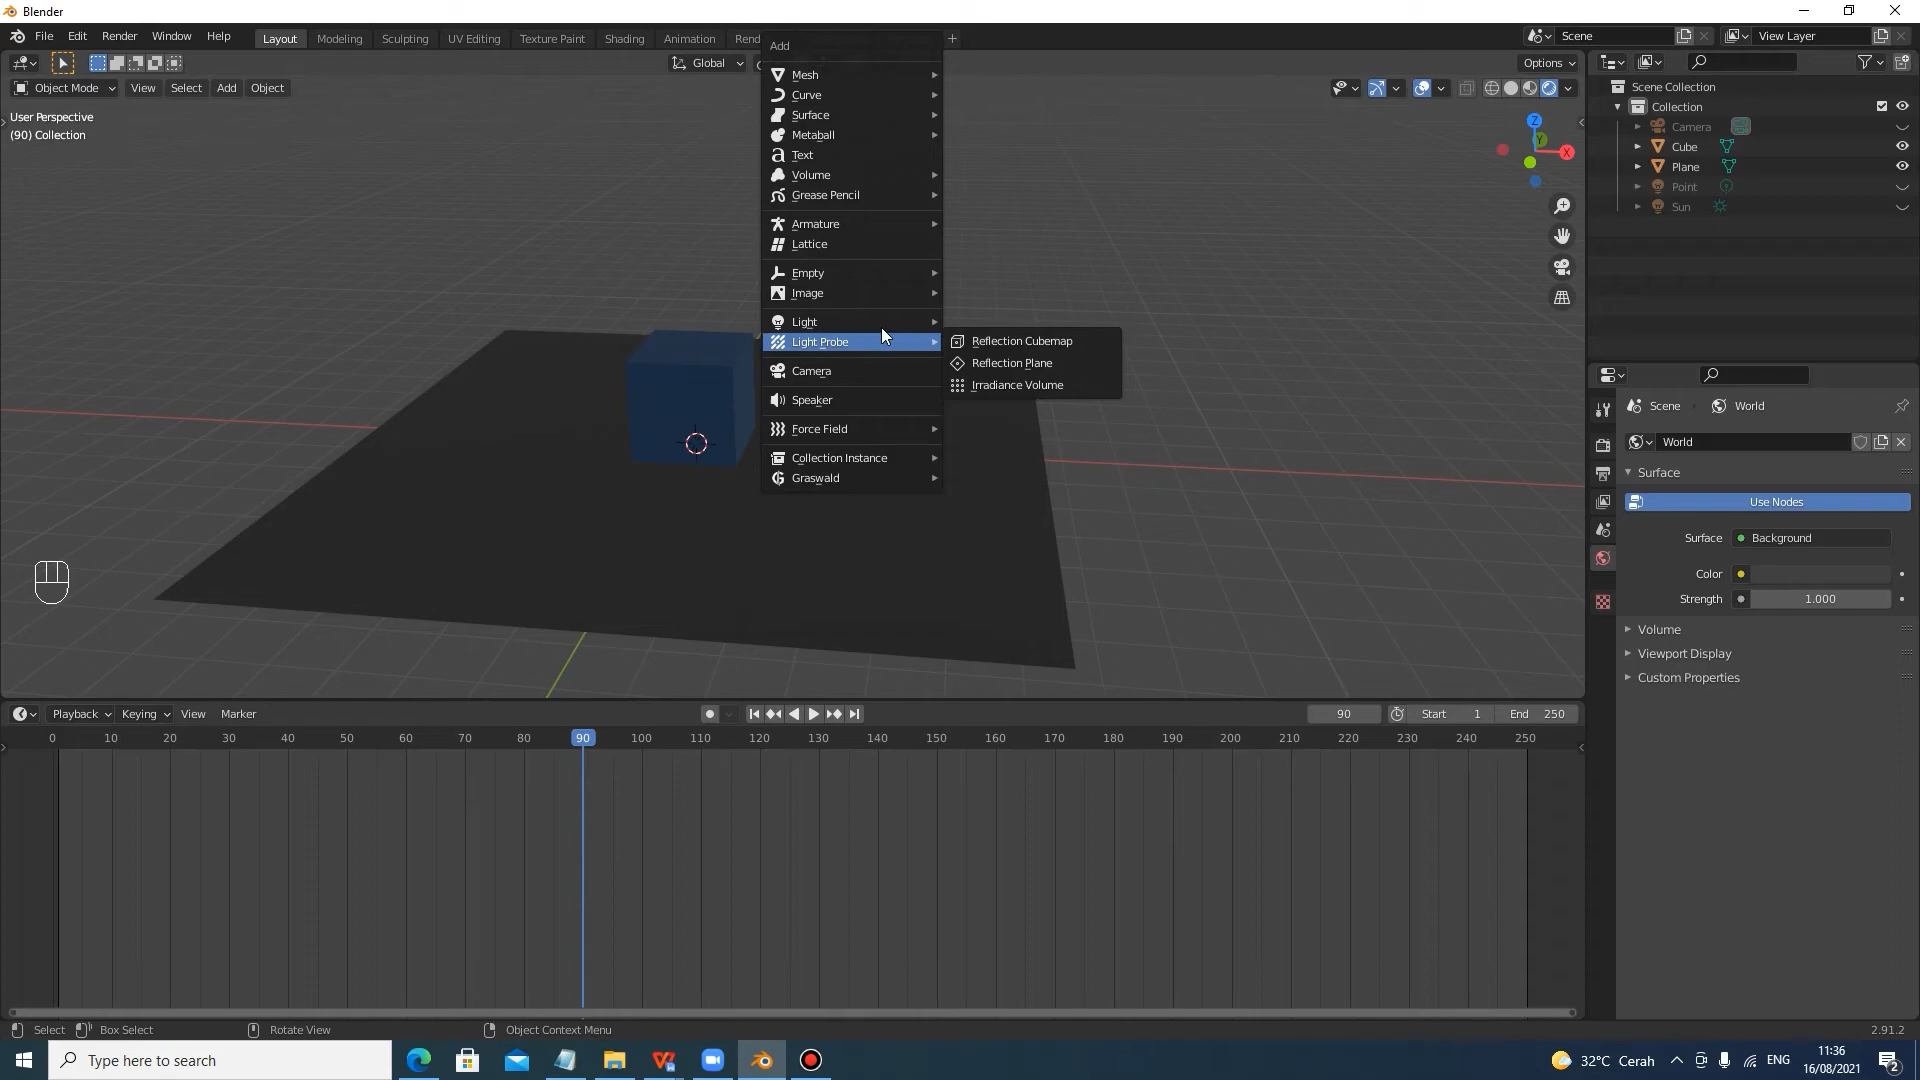 Blender
File Edit Render Window Help
Layout Modeling Sculpting UV Editing Texture Paint Shading Animation Rend
Scene View Layer
Global Options
Object Mode View Select Add Object
User Perspective
(90) Collection
Add
Mesh
Curve
Surface
Metaball
Text
Volume
Grease Pencil
Armature
Lattice
Empty
Image
Light
Light Probe
Camera
Speaker
Force Field
Collection Instance
Graswald
Reflection Cubemap
Reflection Plane
Irradiance Volume
Z
Y
X
Scene Collection
Collection
Camera
Cube
Plane
Point
Sun
Scene World
World
Surface
Use Nodes
Surface Background
Color
Strength 1.000
Volume
Viewport Display
Custom Properties
Playback Keying View Marker 90 Start 1 End 250
0 10 20 30 40 50 60 70 80 90 100 110 120 130 140 150 160 170 180 190 200 210 220 230 240 250
Select Box Select Rotate View Object Context Menu 2.91.2
Type here to search
32°C Cerah ENG
11:36
16/08/2021
2